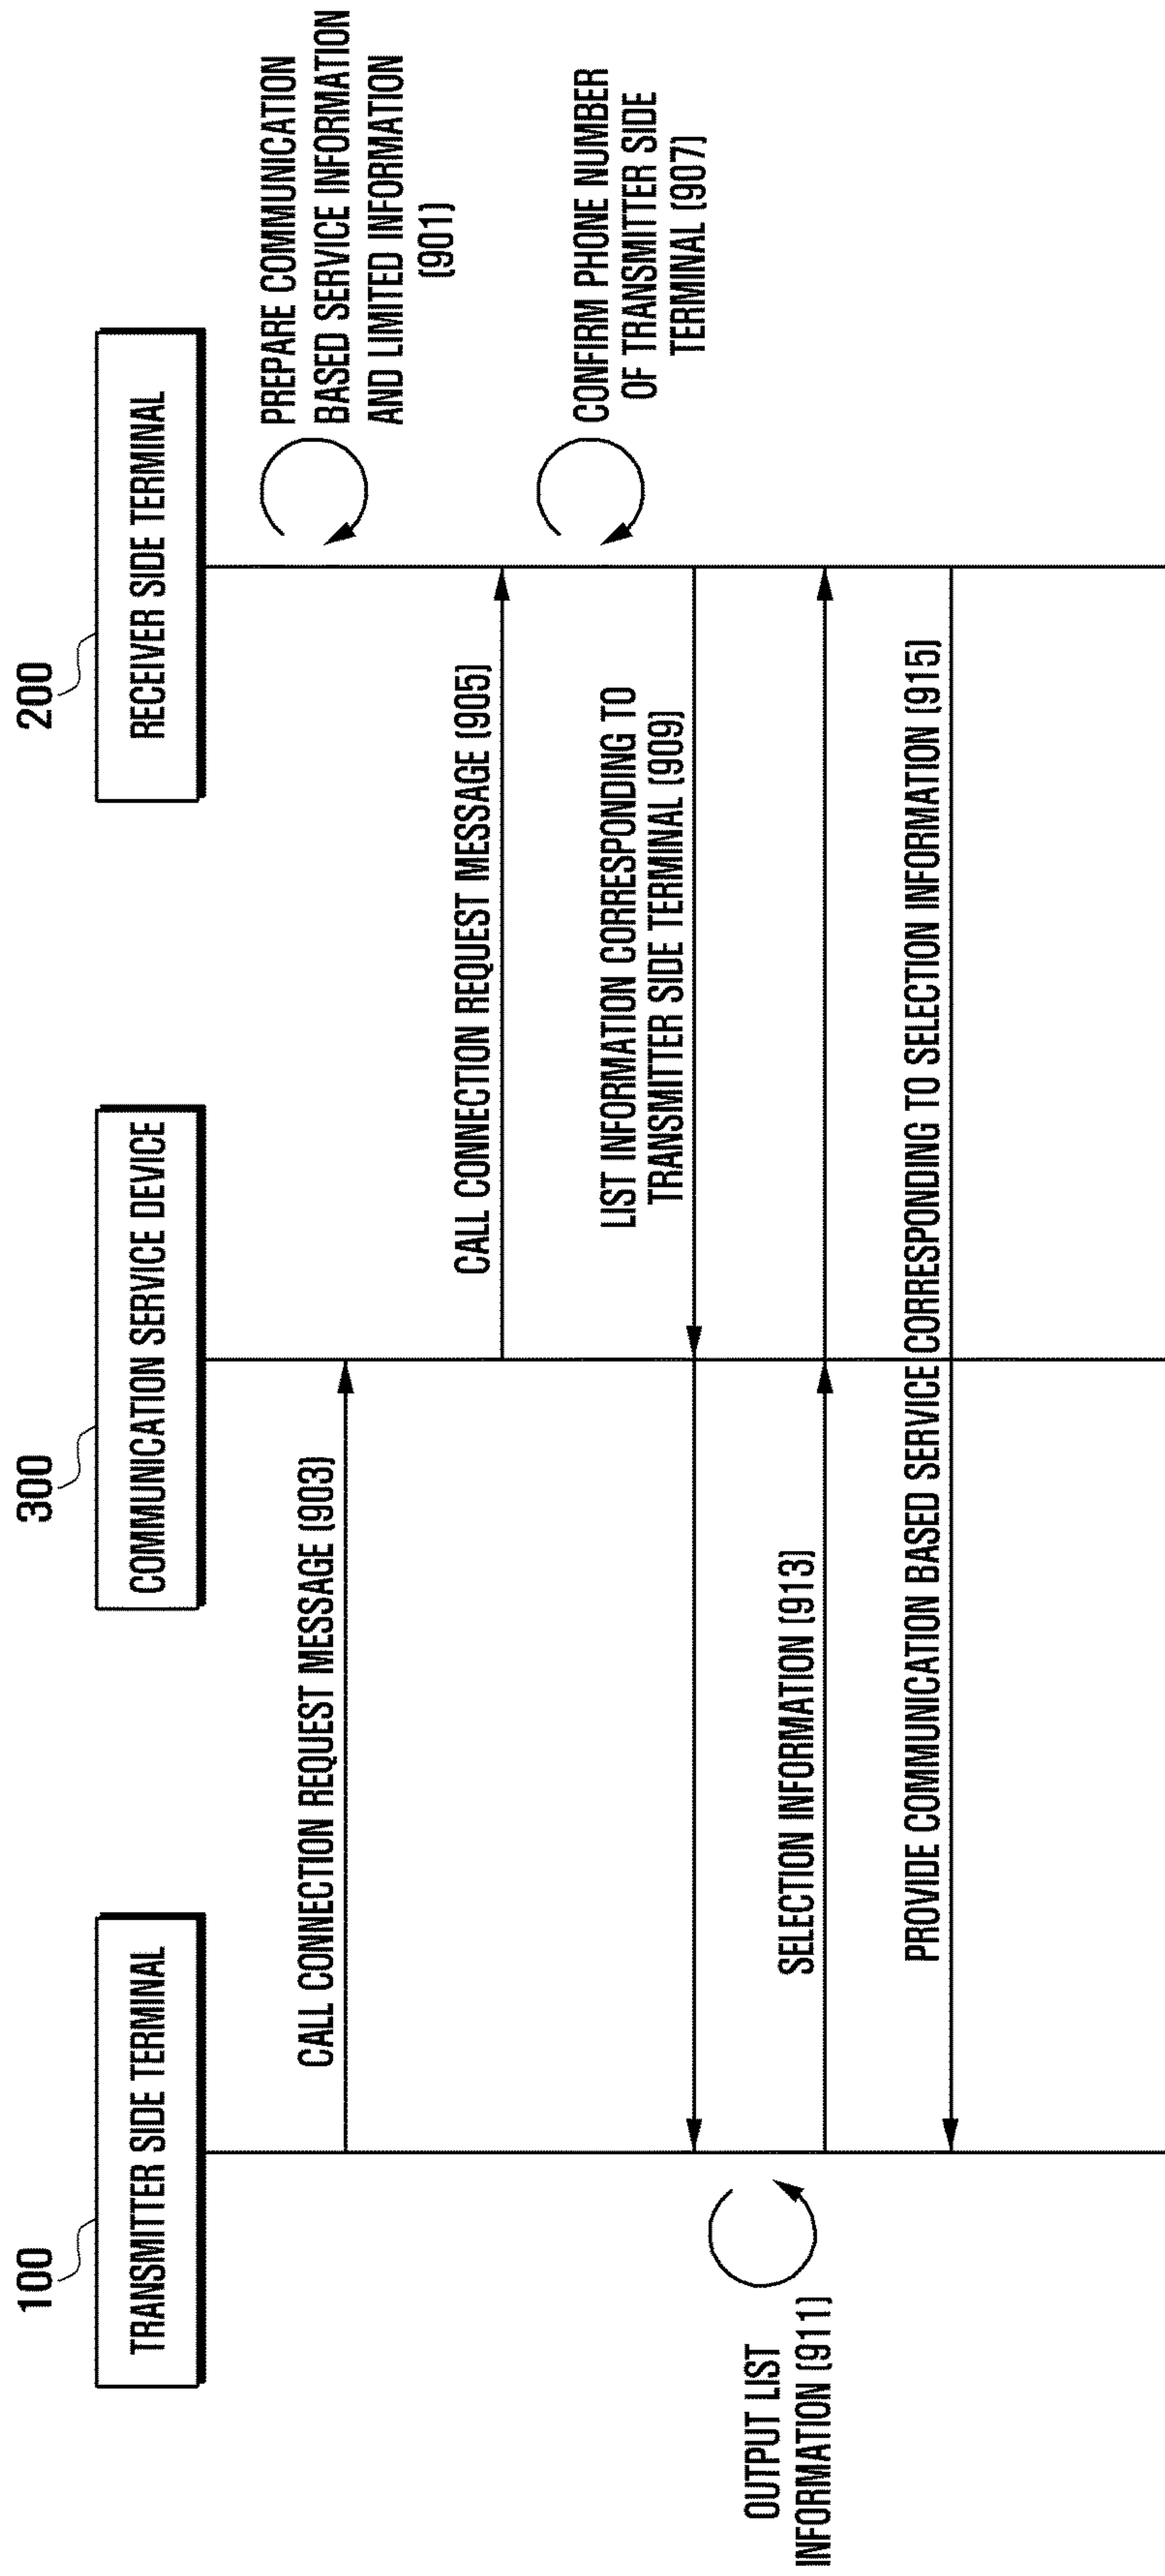 100
TRANSMITTER SIDE TERMINAL
300
COMMUNICATION SERVICE DEVICE
200
RECEIVER SIDE TERMINAL
PREPARE COMMUNICATION
BASED SERVICE INFORMATION
AND LIMITED INFORMATION
(901)
CALL CONNECTION REQUEST MESSAGE (903)
CALL CONNECTION REQUEST MESSAGE (905)
CONFIRM PHONE NUMBER
OF TRANSMITTER SIDE
TERMINAL (907)
LIST INFORMATION CORRESPONDING TO
TRANSMITTER SIDE TERMINAL (909)
OUTPUT LIST
INFORMATION (911)
SELECTION INFORMATION (913)
PROVIDE COMMUNICATION BASED SERVICE CORRESPONDING TO SELECTION INFORMATION (915)